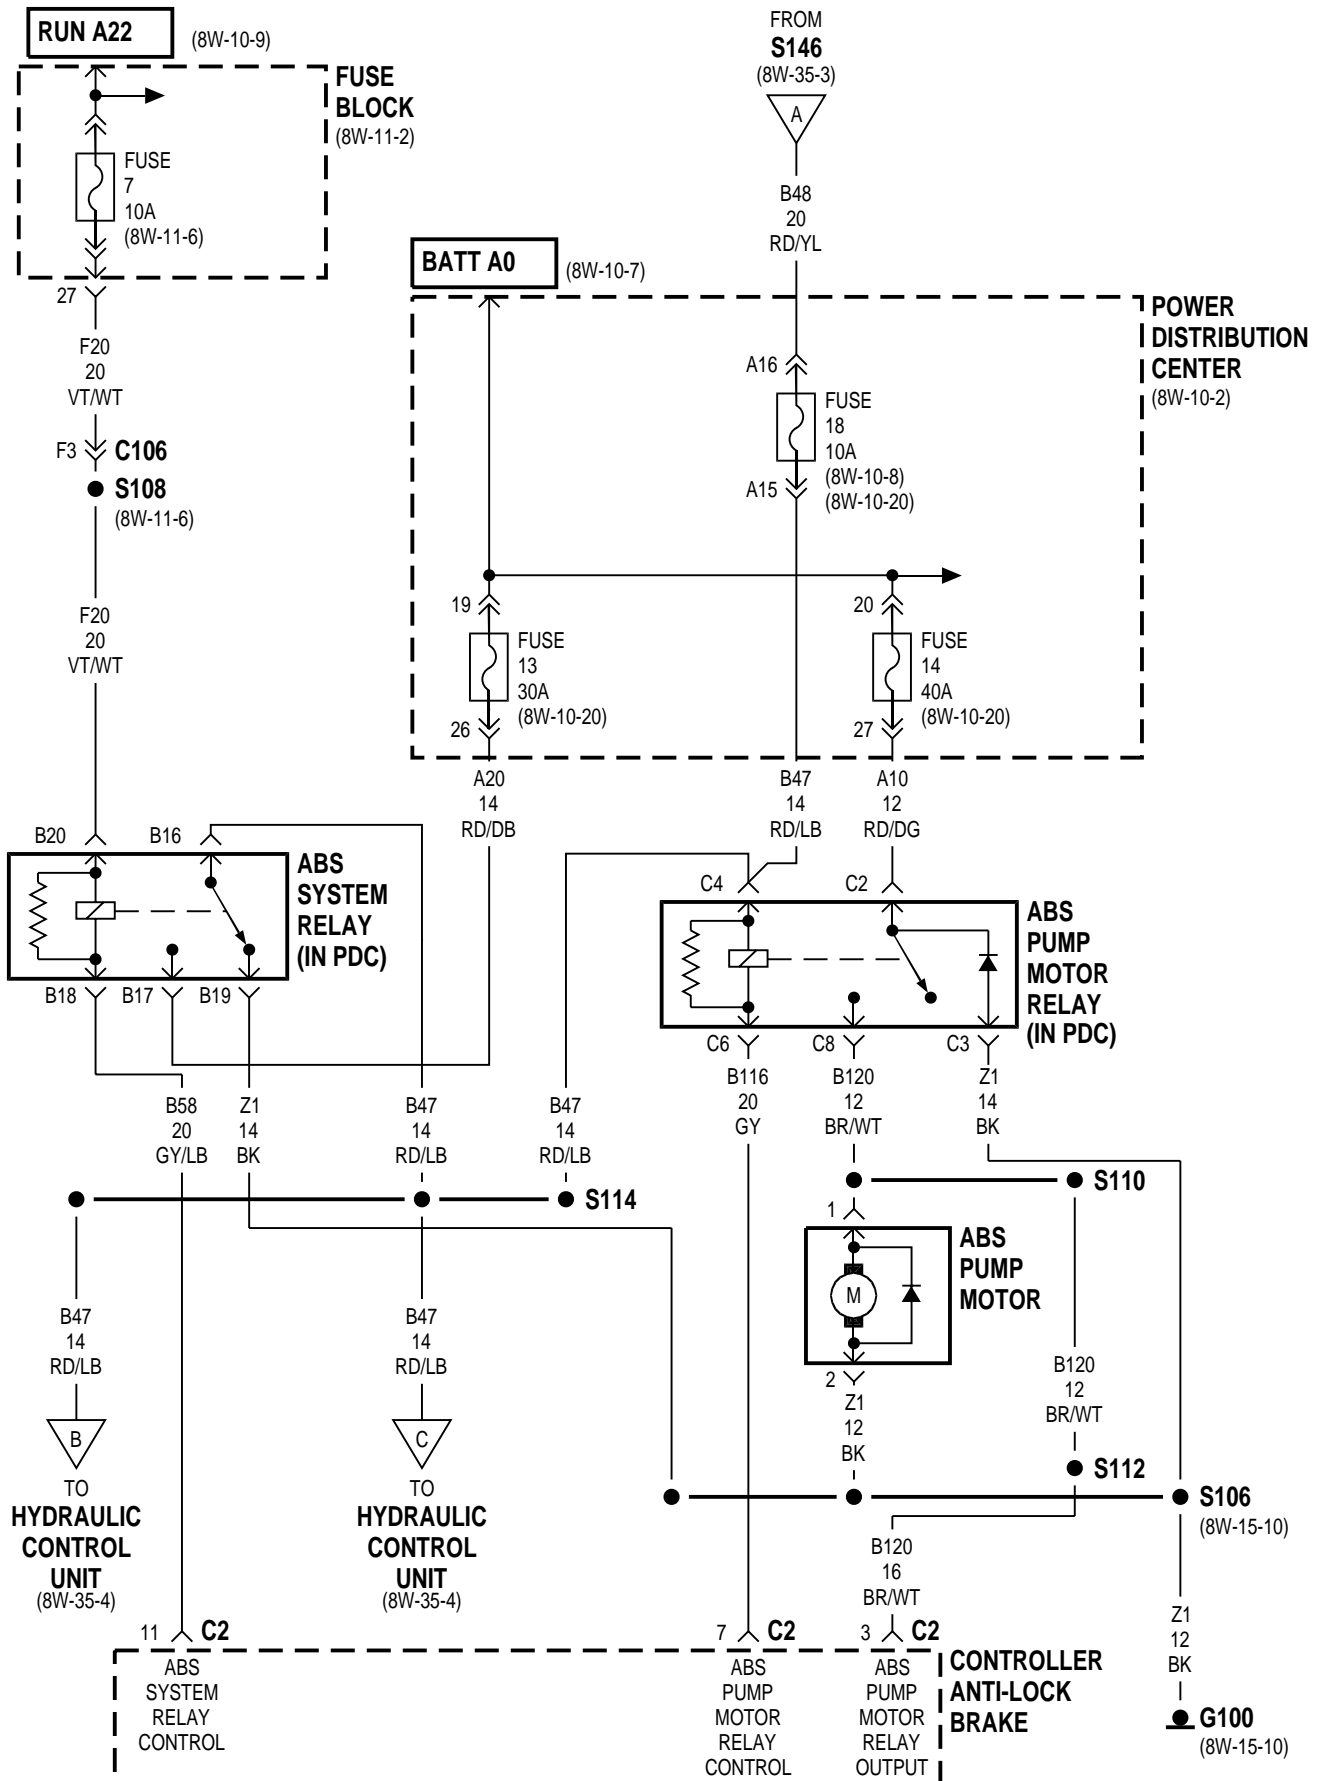 RUN A22
(8W-10-9)
FUSE
BLOCK
(8W-11-2)
FUSE
7
10A
(8W-11-6)
27
F20
20
VT/WT
F3
C106
S108
(8W-11-6)
F20
20
VT/WT
FROM
S146
(8W-35-3)
A
B48
20
RD/YL
BATT A0
(8W-10-7)
POWER
DISTRIBUTION
CENTER
(8W-10-2)
A16
FUSE
18
10A
(8W-10-8)
(8W-10-20)
A15
19
FUSE
13
30A
(8W-10-20)
26
20
FUSE
14
40A
(8W-10-20)
27
A20
14
RD/DB
B47
14
RD/LB
A10
12
RD/DG
B20
B16
ABS
SYSTEM
RELAY
(IN PDC)
B18
B17
B19
C4
C2
ABS
PUMP
MOTOR
RELAY
(IN PDC)
C6
C8
C3
B58
20
GY/LB
Z1
14
BK
B47
14
RD/LB
B47
14
RD/LB
B116
20
GY
B120
12
BR/WT
Z1
14
BK
S114
S110
1
ABS
PUMP
MOTOR
M
2
Z1
12
BK
B47
14
RD/LB
B47
14
RD/LB
B120
12
BR/WT
S112
B
TO
HYDRAULIC
CONTROL
UNIT
(8W-35-4)
C
TO
HYDRAULIC
CONTROL
UNIT
(8W-35-4)
S106
(8W-15-10)
B120
16
BR/WT
Z1
12
BK
11
C2
7
C2
3
C2
ABS
SYSTEM
RELAY
CONTROL
ABS
PUMP
MOTOR
RELAY
CONTROL
ABS
PUMP
MOTOR
RELAY
OUTPUT
CONTROLLER
ANTI-LOCK
BRAKE
G100
(8W-15-10)